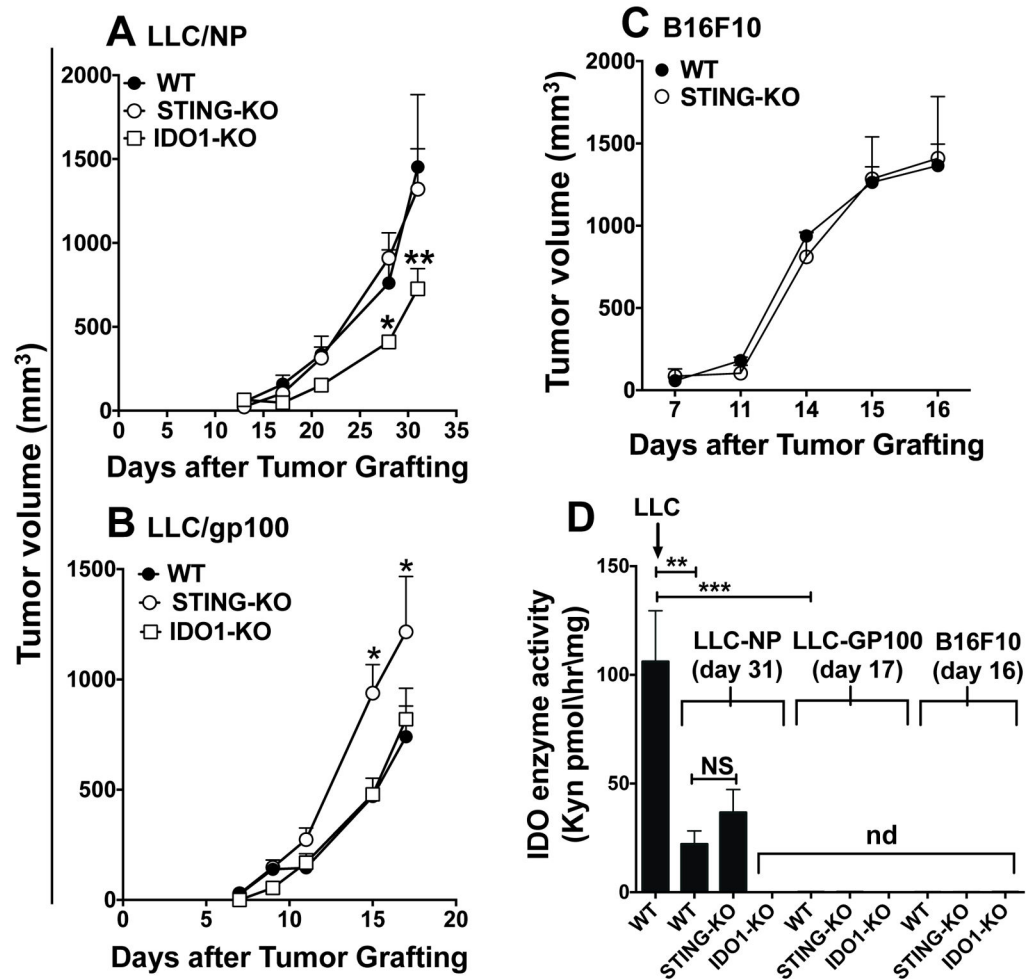 Tumor volume (mm³)
A LLC/NP
WT
STING-KO
IDO1-KO
2000
1500
1000
500
0
**
*
0 5 10 15 20 25 30 35
Days after Tumor Grafting
B LLC/gp100
WT
STING-KO
IDO1-KO
1500
1000
500
0
*
*
0 5 10 15 20
Days after Tumor Grafting
C B16F10
WT
STING-KO
Tumor volume (mm³)
2000
1500
1000
500
0
7 11 14 15 16
Days after Tumor Grafting
D
LLC
IDO enzyme activity
(Kyn pmol\hr\mg)
150
100
50
0
**
***
LLC-NP
(day 31)
LLC-GP100
(day 17)
B16F10
(day 16)
NS
nd
WT
WT
STING-KO
IDO1-KO
WT
STING-KO
IDO1-KO
WT
STING-KO
IDO1-KO